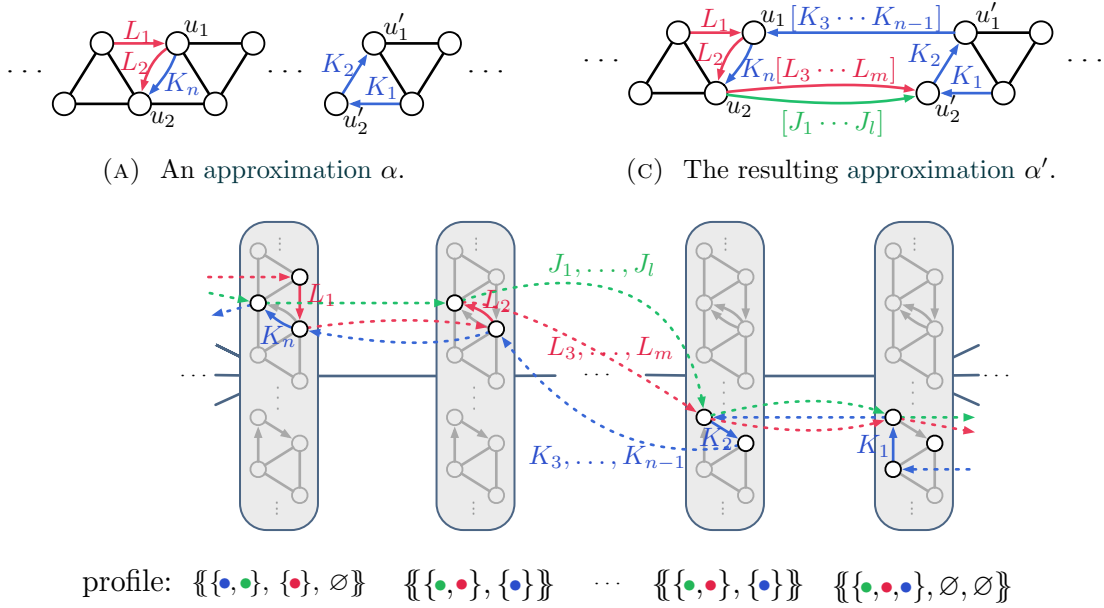 L₁ u₁ u′₁ L₁ u₁ [K₃ ⋯ Kₙ₋₁] u′₁
⋯ L₂ Kₙ ⋯ K₂ K₁ ⋯ ⋯ L₂ Kₙ [L₃ ⋯ Lₘ] K₂ K₁ ⋯
u₂ u′₂ u₂ [J₁ ⋯ Jₗ] u′₂
(A) An approximation α.
(C) The resulting approximation α′.
⋮ ⋮ ⋮ ⋮
J₁, …, Jₗ
L₁ L₂
Kₙ
L₃, …, Lₘ
⋯ ⋯ ⋯
⋯ ⋯ ⋯ ⋯
K₂ K₁
K₃, …, Kₙ₋₁
⋯ ⋯ ⋯ ⋯
profile: {{{•,•}, {•}, ∅}} {{{•,•}, {•}}} ⋯ {{{•,•}, {•}}} {{{•,•,•}, ∅, ∅}}